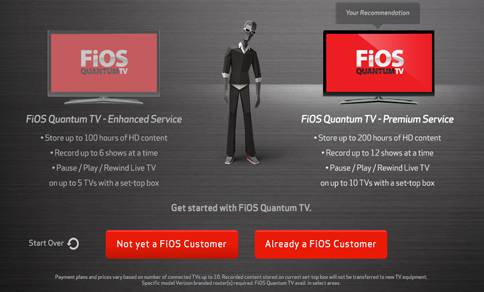 Your Recommendation
FiOS
QUANTUM TV
FiOS
QUANTUM TV
FiOS Quantum TV - Enhanced Service
• Store up to 100 hours of HD content
• Record up to 6 shows at a time
• Pause / Play / Rewind Live TV
on up to 5 TVs with a set-top box
FiOS Quantum TV - Premium Service
• Store up to 200 hours of HD content
• Record up to 12 shows at a time
• Pause / Play / Rewind Live TV
on up to 10 TVs with a set-top box
Get started with FiOS Quantum TV.
Start Over
Not yet a FiOS Customer
Already a FiOS Customer
Payment plans and prices vary based on number of connected TVs up to 10. Recorded content stored on current set-top box will not be transferred to new TV equipment.
Specific model Verizon branded router(s) required. FiOS Quantum TV avail. in select areas.